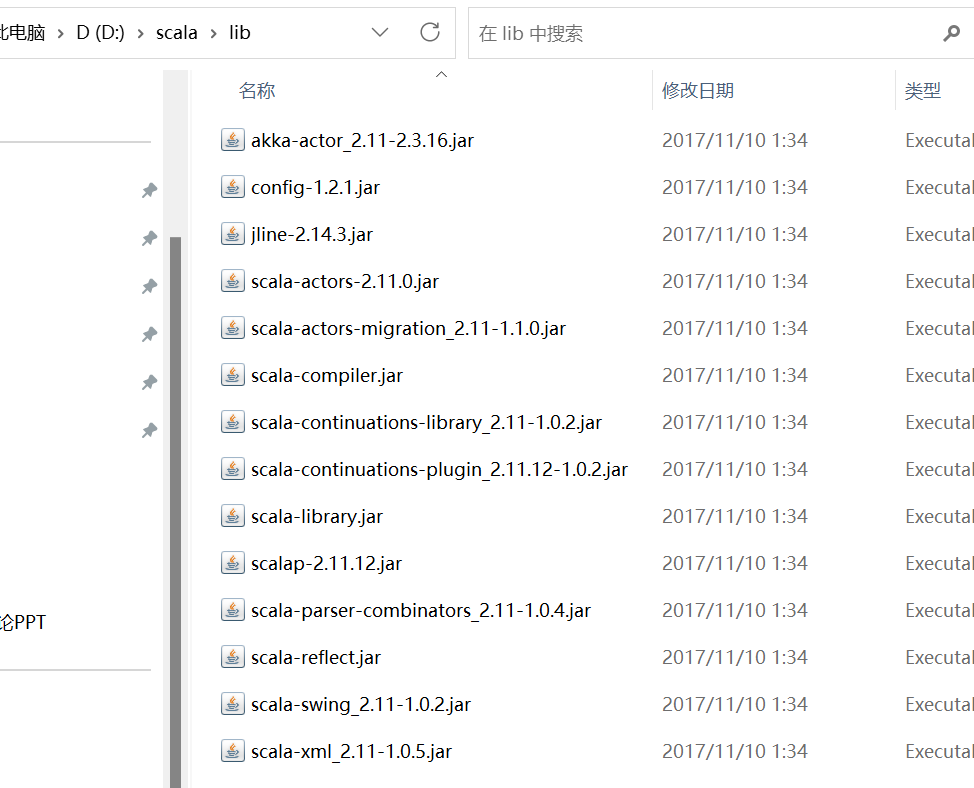 此电脑 › D (D:) › scala › lib
在 lib 中搜索
名称 修改日期 类型
akka-actor_2.11-2.3.16.jar 2017/11/10 1:34 Executal
config-1.2.1.jar 2017/11/10 1:34 Executal
jline-2.14.3.jar 2017/11/10 1:34 Executal
scala-actors-2.11.0.jar 2017/11/10 1:34 Executal
scala-actors-migration_2.11-1.1.0.jar 2017/11/10 1:34 Executal
scala-compiler.jar 2017/11/10 1:34 Executal
scala-continuations-library_2.11-1.0.2.jar 2017/11/10 1:34 Executal
scala-continuations-plugin_2.11.12-1.0.2.jar 2017/11/10 1:34 Executal
scala-library.jar 2017/11/10 1:34 Executal
scalap-2.11.12.jar 2017/11/10 1:34 Executal
scala-parser-combinators_2.11-1.0.4.jar 2017/11/10 1:34 Executal
论PPT
scala-reflect.jar 2017/11/10 1:34 Executal
scala-swing_2.11-1.0.2.jar 2017/11/10 1:34 Executal
scala-xml_2.11-1.0.5.jar 2017/11/10 1:34 Executal